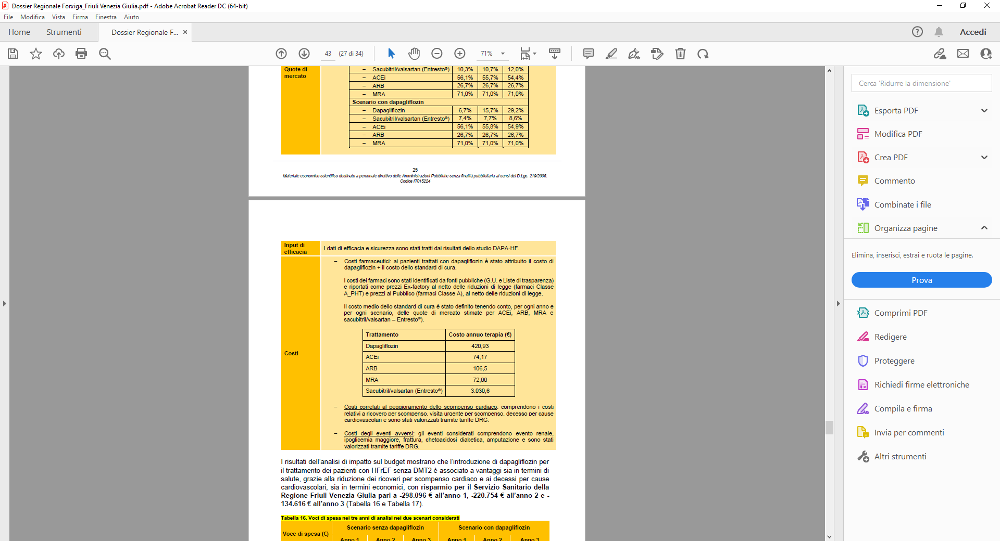 Dossier Regionale Forxiga_Friuli Venezia Giulia.pdf - Adobe Acrobat Reader DC (64-bit)
File Modifica Vista Firma Finestra Aiuto
Home Strumenti Dossier Regionale F... × Accedi
43 (27 di 34) 71%
Quote di
mercato
– Sacubitril/valsartan (Entresto®) 10,3% 10,7% 12,0%
– ACEi 56,1% 55,7% 54,4%
– ARB 26,7% 26,7% 26,7%
– MRA 71,0% 71,0% 71,0%
Scenario con dapagliflozin
– Dapagliflozin 6,7% 15,7% 29,2%
– Sacubitril/valsartan (Entresto®) 7,4% 7,7% 8,6%
– ACEi 56,1% 55,8% 54,9%
– ARB 26,7% 26,7% 26,7%
– MRA 71,0% 71,0% 71,0%
25
Materiale economico scientifico destinato a personale direttivo delle Amministrazioni Pubbliche senza finalità pubblicitaria ai sensi del D.Lgs. 219/2006.
Codice IT015224
Input di
efficacia
I dati di efficacia e sicurezza sono stati tratti dai risultati dello studio DAPA-HF.
Costi
– Costi farmaceutici: ai pazienti trattati con dapagliflozin è stato attribuito il costo di
dapagliflozin + il costo dello standard di cura.
I costi dei farmaci sono stati identificati da fonti pubbliche (G.U. e Liste di trasparenza)
e riportati come prezzi Ex-factory al netto delle riduzioni di legge (farmaci Classe
A_PHT) e prezzi al Pubblico (farmaci Classe A), al netto delle riduzioni di legge.
Il costo medio dello standard di cura è stato definito tenendo conto, per ogni anno e
per ogni scenario, delle quote di mercato stimate per ACEi, ARB, MRA e
sacubitril/valsartan – Entresto®).
Trattamento Costo annuo terapia (€)
Dapagliflozin 420,93
ACEi 74,17
ARB 106,5
MRA 72,00
Sacubitril/valsartan (Entresto®) 3.030,6
– Costi correlati al peggioramento dello scompenso cardiaco: comprendono i costi
relativi a ricovero per scompenso, visita urgente per scompenso, decesso per cause
cardiovascolari e sono stati valorizzati tramite tariffe DRG.
– Costi degli eventi avversi: gli eventi considerati comprendono evento renale,
ipoglicemia maggiore, frattura, chetoacidosi diabetica, amputazione e sono stati
valorizzati tramite tariffe DRG.
I risultati dell’analisi di impatto sul budget mostrano che l’introduzione di dapagliflozin per
il trattamento dei pazienti con HFrEF senza DMT2 è associato a vantaggi sia in termini di
salute, grazie alla riduzione dei ricoveri per scompenso cardiaco e ai decessi per cause
cardiovascolari, sia in termini economici, con risparmio per il Servizio Sanitario della
Regione Friuli Venezia Giulia pari a -298.096 € all’anno 1, -220.754 € all’anno 2 e -
134.616 € all’anno 3 (Tabella 16 e Tabella 17).
Tabella 16. Voci di spesa nei tre anni di analisi nei due scenari considerati
Voce di spesa (€) Scenario senza dapagliflozin Scenario con dapagliflozin
Anno 1 Anno 2 Anno 3 Anno 1 Anno 2 Anno 3
Cerca 'Ridurre la dimensione'
Esporta PDF
Modifica PDF
Crea PDF
Commento
Combinate i file
Organizza pagine
Elimina, inserisci, estrai e ruota le pagine.
Prova
Comprimi PDF
Redigere
Proteggere
Richiedi firme elettroniche
Compila e firma
Invia per commenti
Altri strumenti